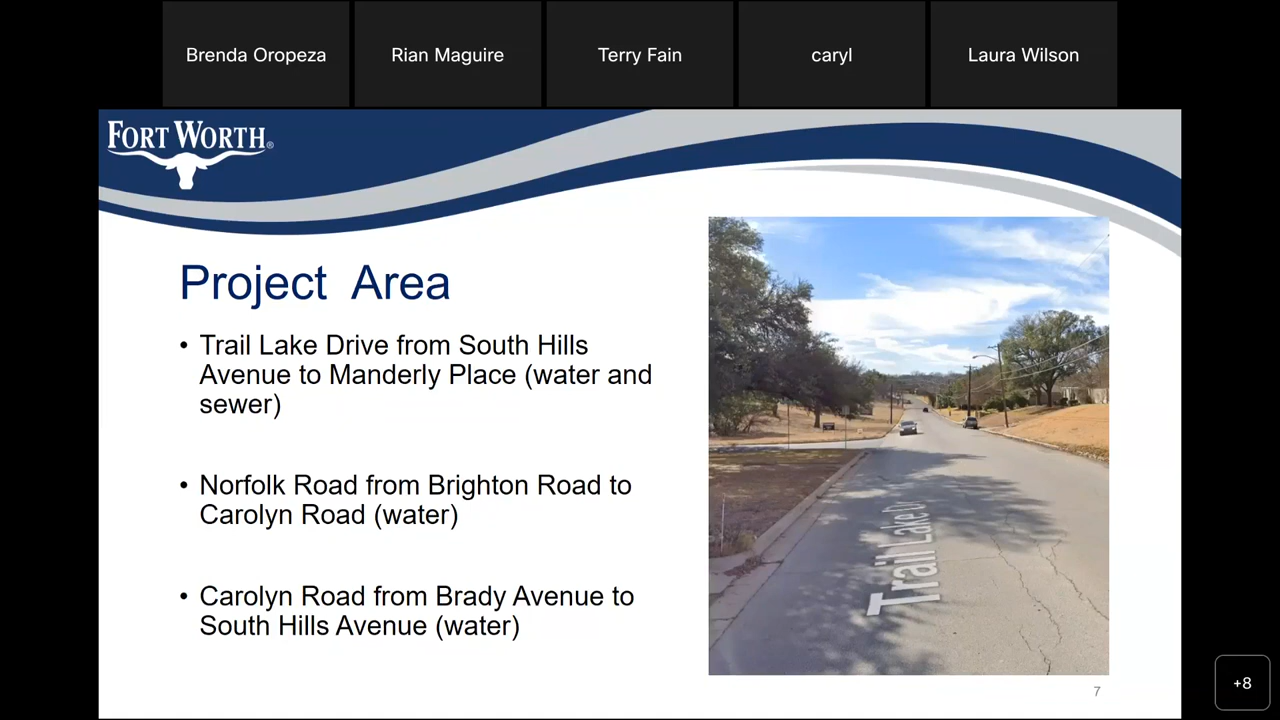 Brenda Oropeza
Rian Maguire
Terry Fain
caryl
Laura Wilson
FORT WORTH®
Project Area
• Trail Lake Drive from South Hills
Avenue to Manderly Place (water and
sewer)
• Norfolk Road from Brighton Road to
Carolyn Road (water)
• Carolyn Road from Brady Avenue to
South Hills Avenue (water)
Trail Lake Dr
7
+8